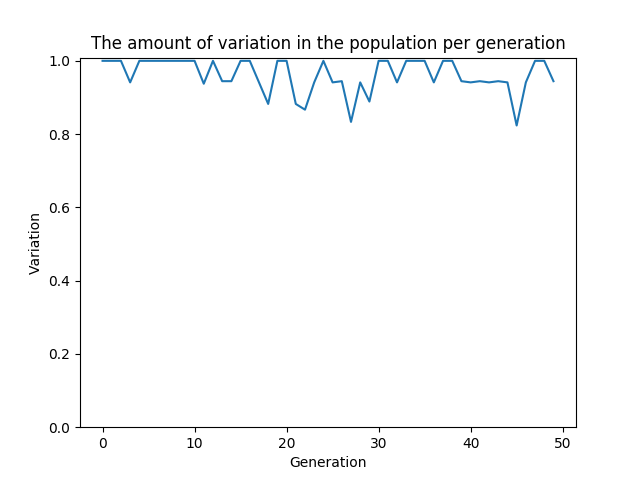 The amount of variation in the population per generation
1.0
0.8
0.6
0.4
0.2
0.0
Variation
0 10 20 30 40 50
Generation